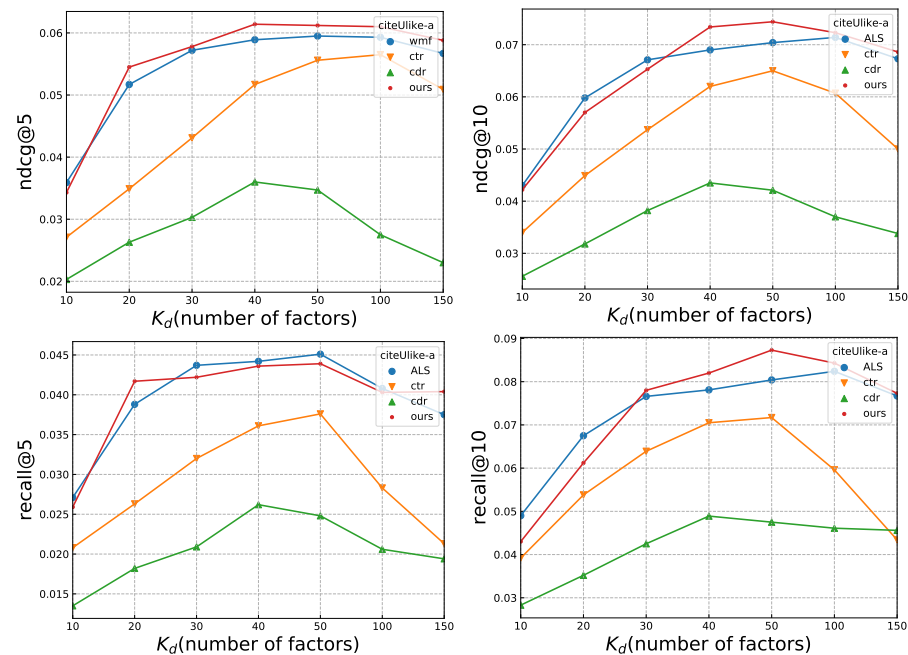 0.06
0.05
0.04
0.03
0.02
ndcg@5
citeUlike-a
wmf
ctr
cdr
ours
10 20 30 40 50 100 150
K_d(number of factors)
0.07
0.06
0.05
0.04
0.03
ndcg@10
citeUlike-a
ALS
ctr
cdr
ours
10 20 30 40 50 100 150
K_d(number of factors)
0.045
0.040
0.035
0.030
0.025
0.020
0.015
recall@5
citeUlike-a
ALS
ctr
cdr
ours
10 20 30 40 50 100 150
K_d(number of factors)
0.09
0.08
0.07
0.06
0.05
0.04
0.03
recall@10
citeUlike-a
ALS
ctr
cdr
ours
10 20 30 40 50 100 150
K_d(number of factors)